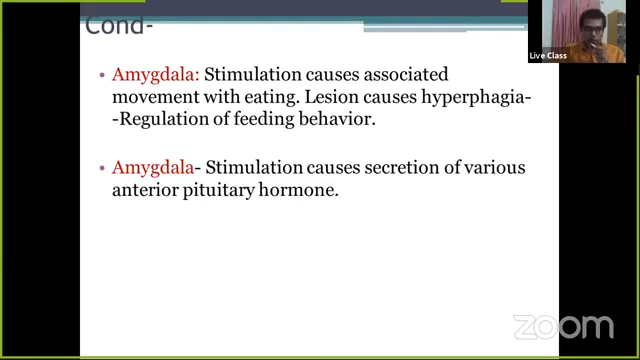 Cond-
Live Class
• Amygdala: Stimulation causes associated
movement with eating. Lesion causes hyperphagia-
-Regulation of feeding behavior.
• Amygdala- Stimulation causes secretion of various
anterior pituitary hormone.
zoom